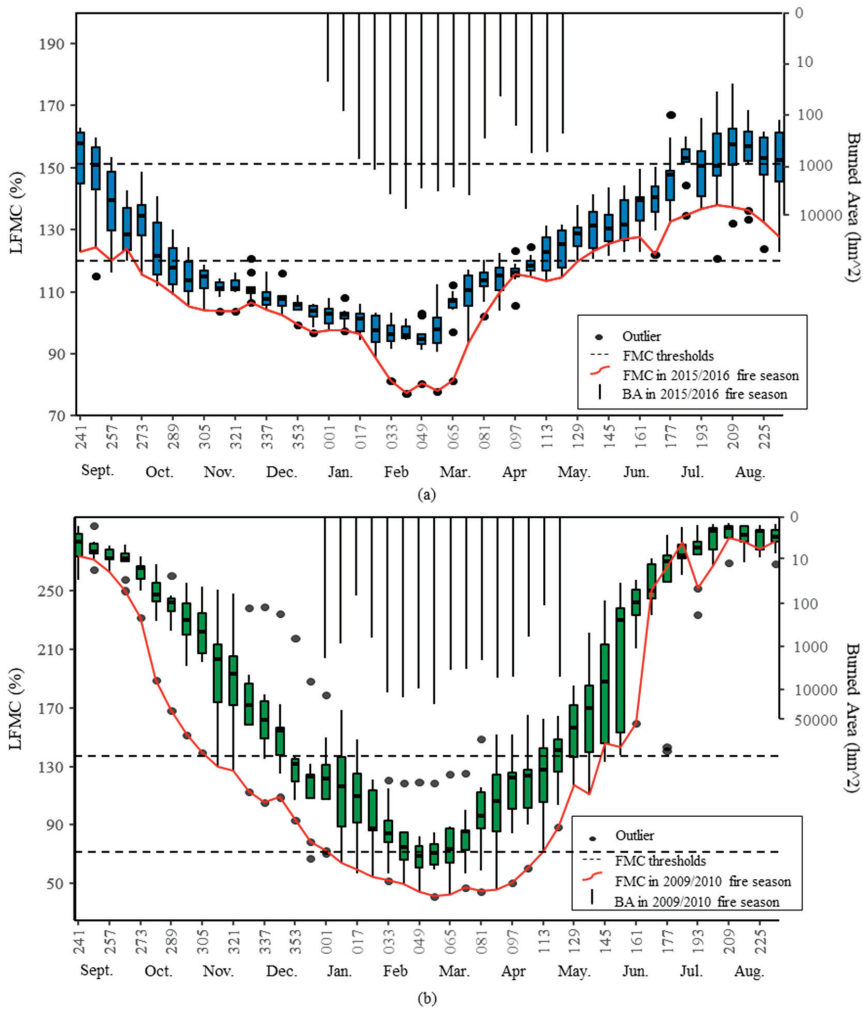 190
170
150
130
110
90
70
LFMC (%)
0
10
100
1000
10000
Burned Area (hm^2)
Outlier
FMC thresholds
FMC in 2015/2016 fire season
BA in 2015/2016 fire season
241 257 273 289 305 321 337 353 001 017 033 049 065 081 097 113 129 145 161 177 193 209 225
Sept. Oct. Nov. Dec. Jan. Feb Mar. Apr May. Jun. Jul. Aug.
(a)
250
210
170
130
90
50
LFMC (%)
0
10
100
1000
10000
50000
Burned Area (hm^2)
Outlier
FMC thresholds
FMC in 2009/2010 fire season
BA in 2009/2010 fire season
241 257 273 289 305 321 337 353 001 017 033 049 065 081 097 113 129 145 161 177 193 209 225
Sept. Oct. Nov. Dec. Jan. Feb Mar. Apr May. Jun. Jul. Aug.
(b)